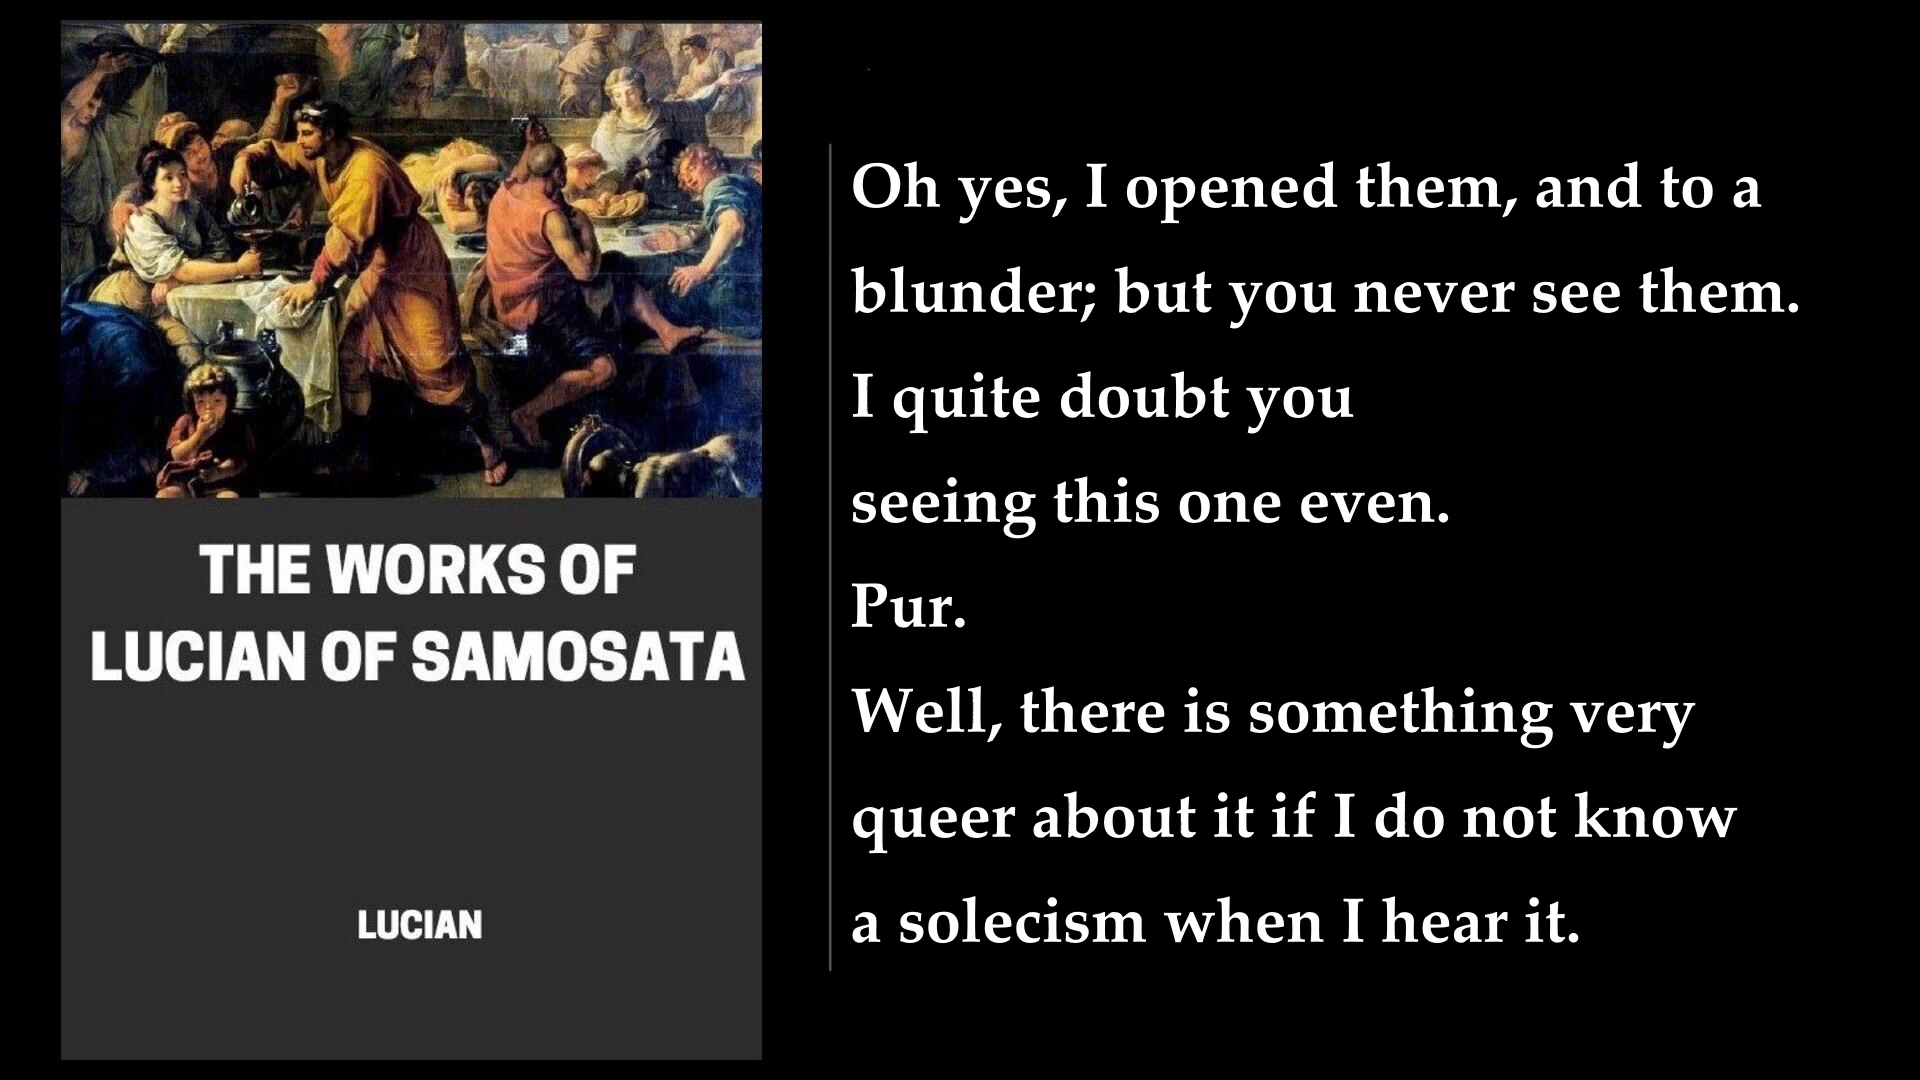 THE WORKS OF
LUCIAN OF SAMOSATA
LUCIAN
Oh yes, I opened them, and to a
blunder; but you never see them.
I quite doubt you
seeing this one even.
Pur.
Well, there is something very
queer about it if I do not know
a solecism when I hear it.